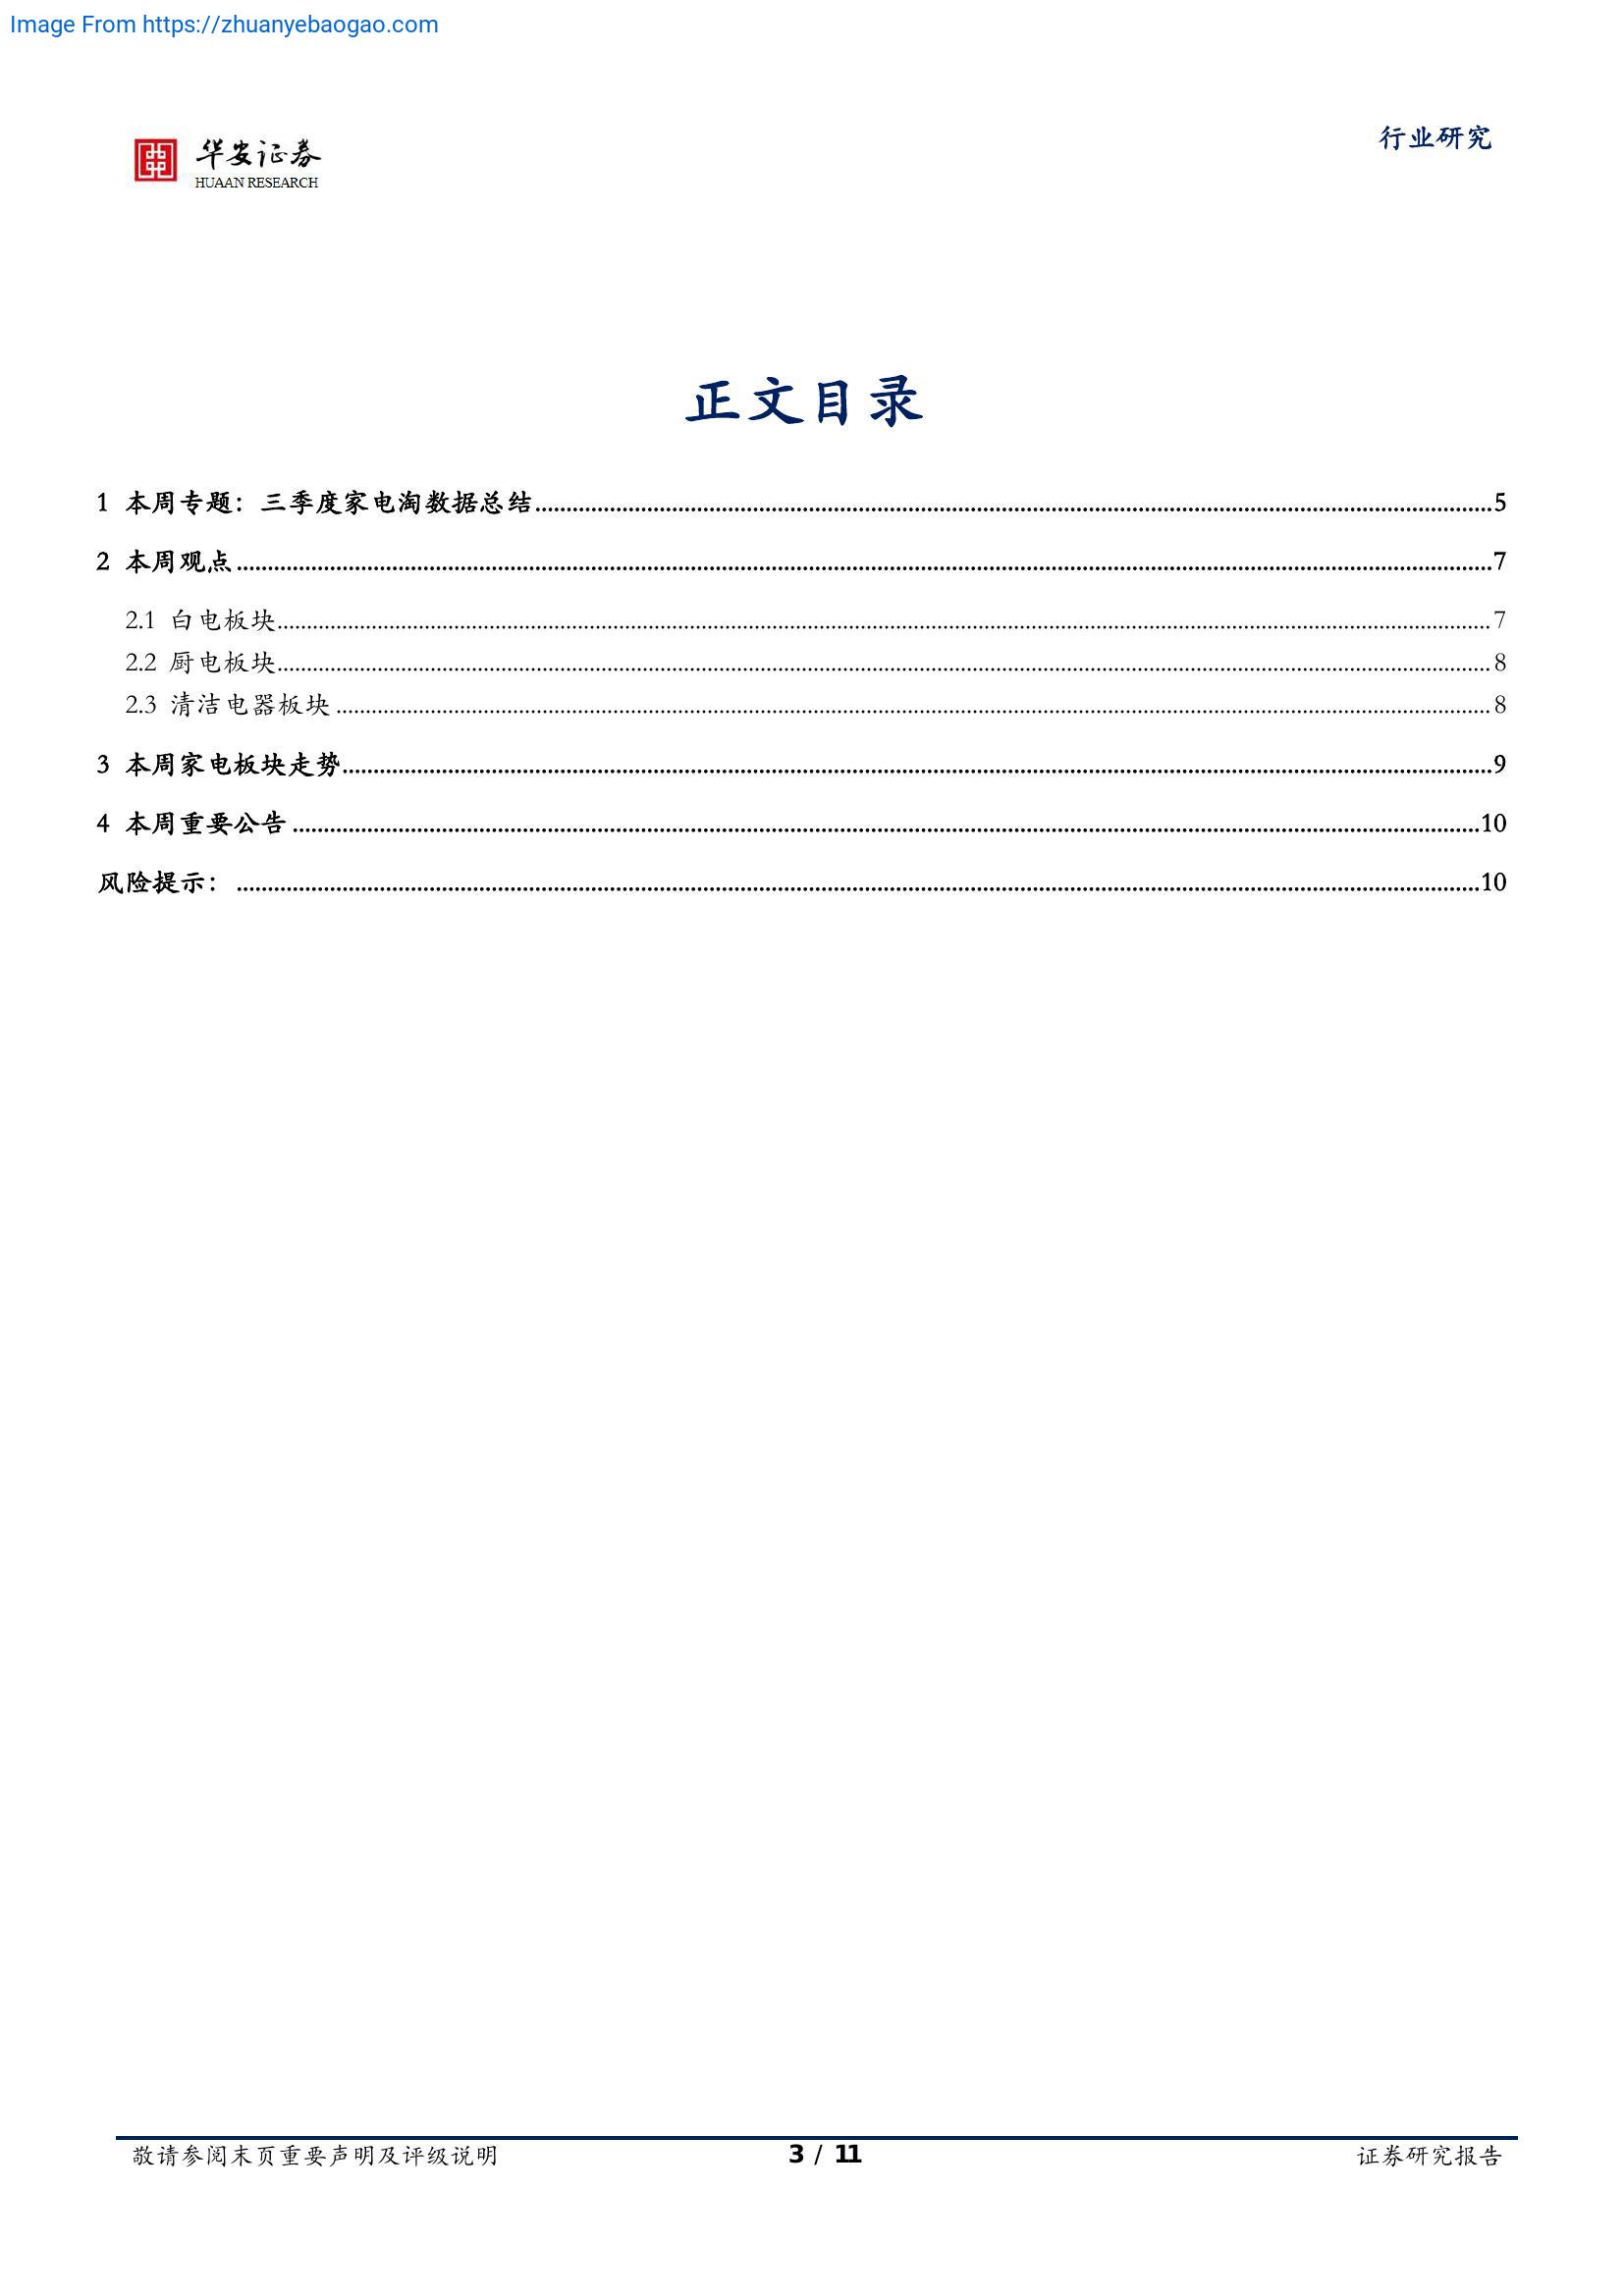 Image From https://zhuanyebaogao.com
华安证券
HUAAN RESEARCH
行业研究
正文目录
1 本周专题：三季度家电淘数据总结........................................5
2 本周观点........................................7
2.1 白电板块........................................7
2.2 厨电板块........................................8
2.3 清洁电器板块........................................8
3 本周家电板块走势........................................9
4 本周重要公告........................................10
风险提示：........................................10
敬请参阅末页重要声明及评级说明 3 / 11 证券研究报告